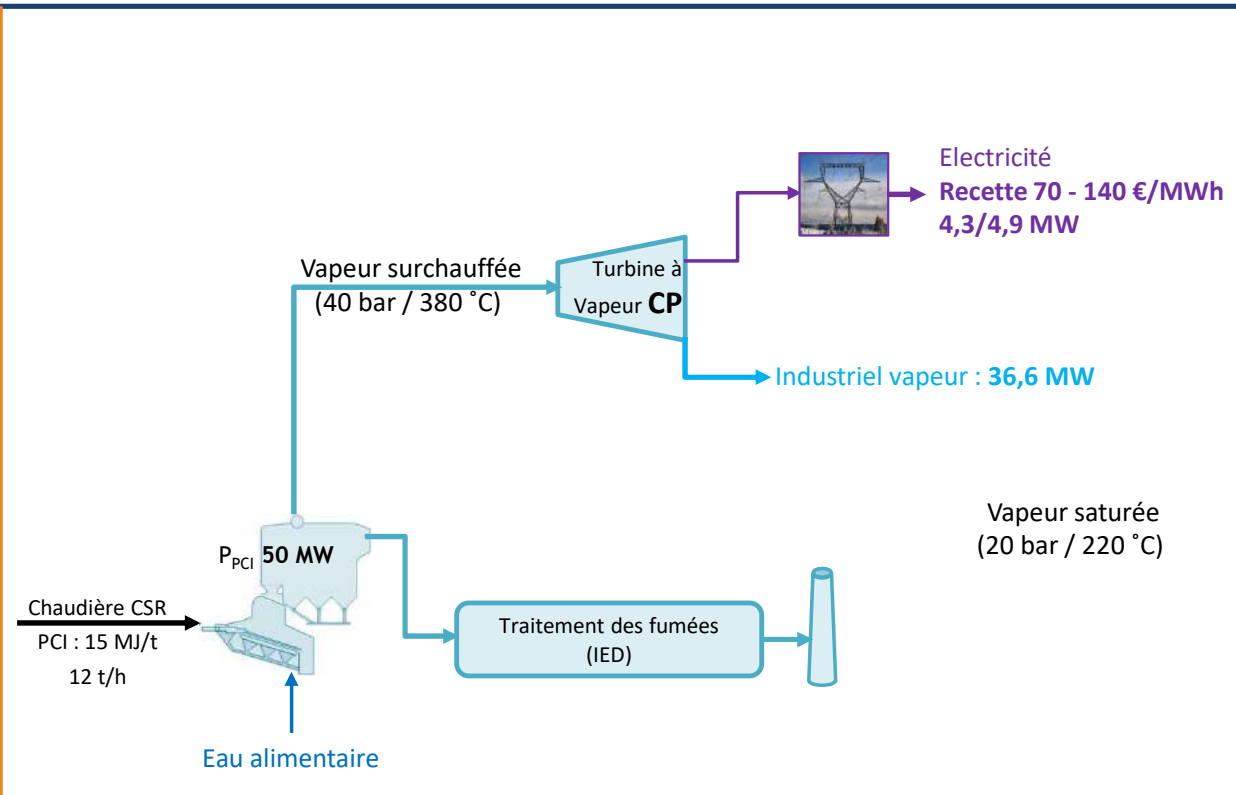 Electricité
Recette 70 - 140 €/MWh
4,3/4,9 MW
Vapeur surchauffée
(40 bar / 380 ˚C)
Turbine à
Vapeur CP
Industriel vapeur : 36,6 MW
Vapeur saturée
(20 bar / 220 ˚C)
P_PCI 50 MW
Chaudière CSR
PCI : 15 MJ/t
12 t/h
Traitement des fumées
(IED)
Eau alimentaire